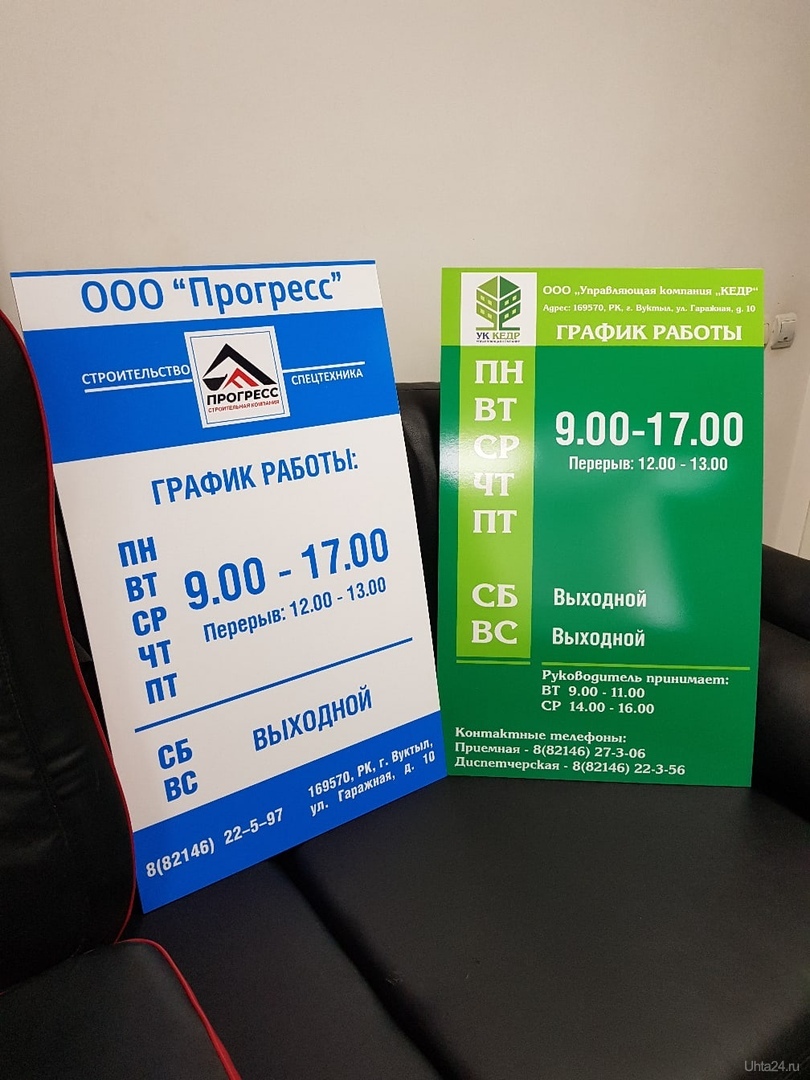 ООО “Прогресс”
СТРОИТЕЛЬСТВО
ПРОГРЕСС
СТРОИТЕЛЬНАЯ КОМПАНИЯ
СПЕЦТЕХНИКА
ГРАФИК РАБОТЫ:
ПН
ВТ
СР
ЧТ
ПТ
9.00 - 17.00
Перерыв: 12.00 - 13.00
СБ
ВС
ВЫХОДНОЙ
8(82146) 22-5-97
169570, РК, г. Вуктыл,
ул. Гаражная, д. 10
УК КЕДР
ООО „Управляющая компания „КЕДР“
Адрес: 169570, РК, г. Вуктыл, ул. Гаражная, д. 10
ГРАФИК РАБОТЫ
ПН
ВТ
СР
ЧТ
ПТ
9.00-17.00
Перерыв: 12.00 - 13.00
СБ Выходной
ВС Выходной
Руководитель принимает:
ВТ 9.00 - 11.00
СР 14.00 - 16.00
Контактные телефоны:
Приемная - 8(82146) 27-3-06
Диспетчерская - 8(82146) 22-3-56
Uhta24.ru